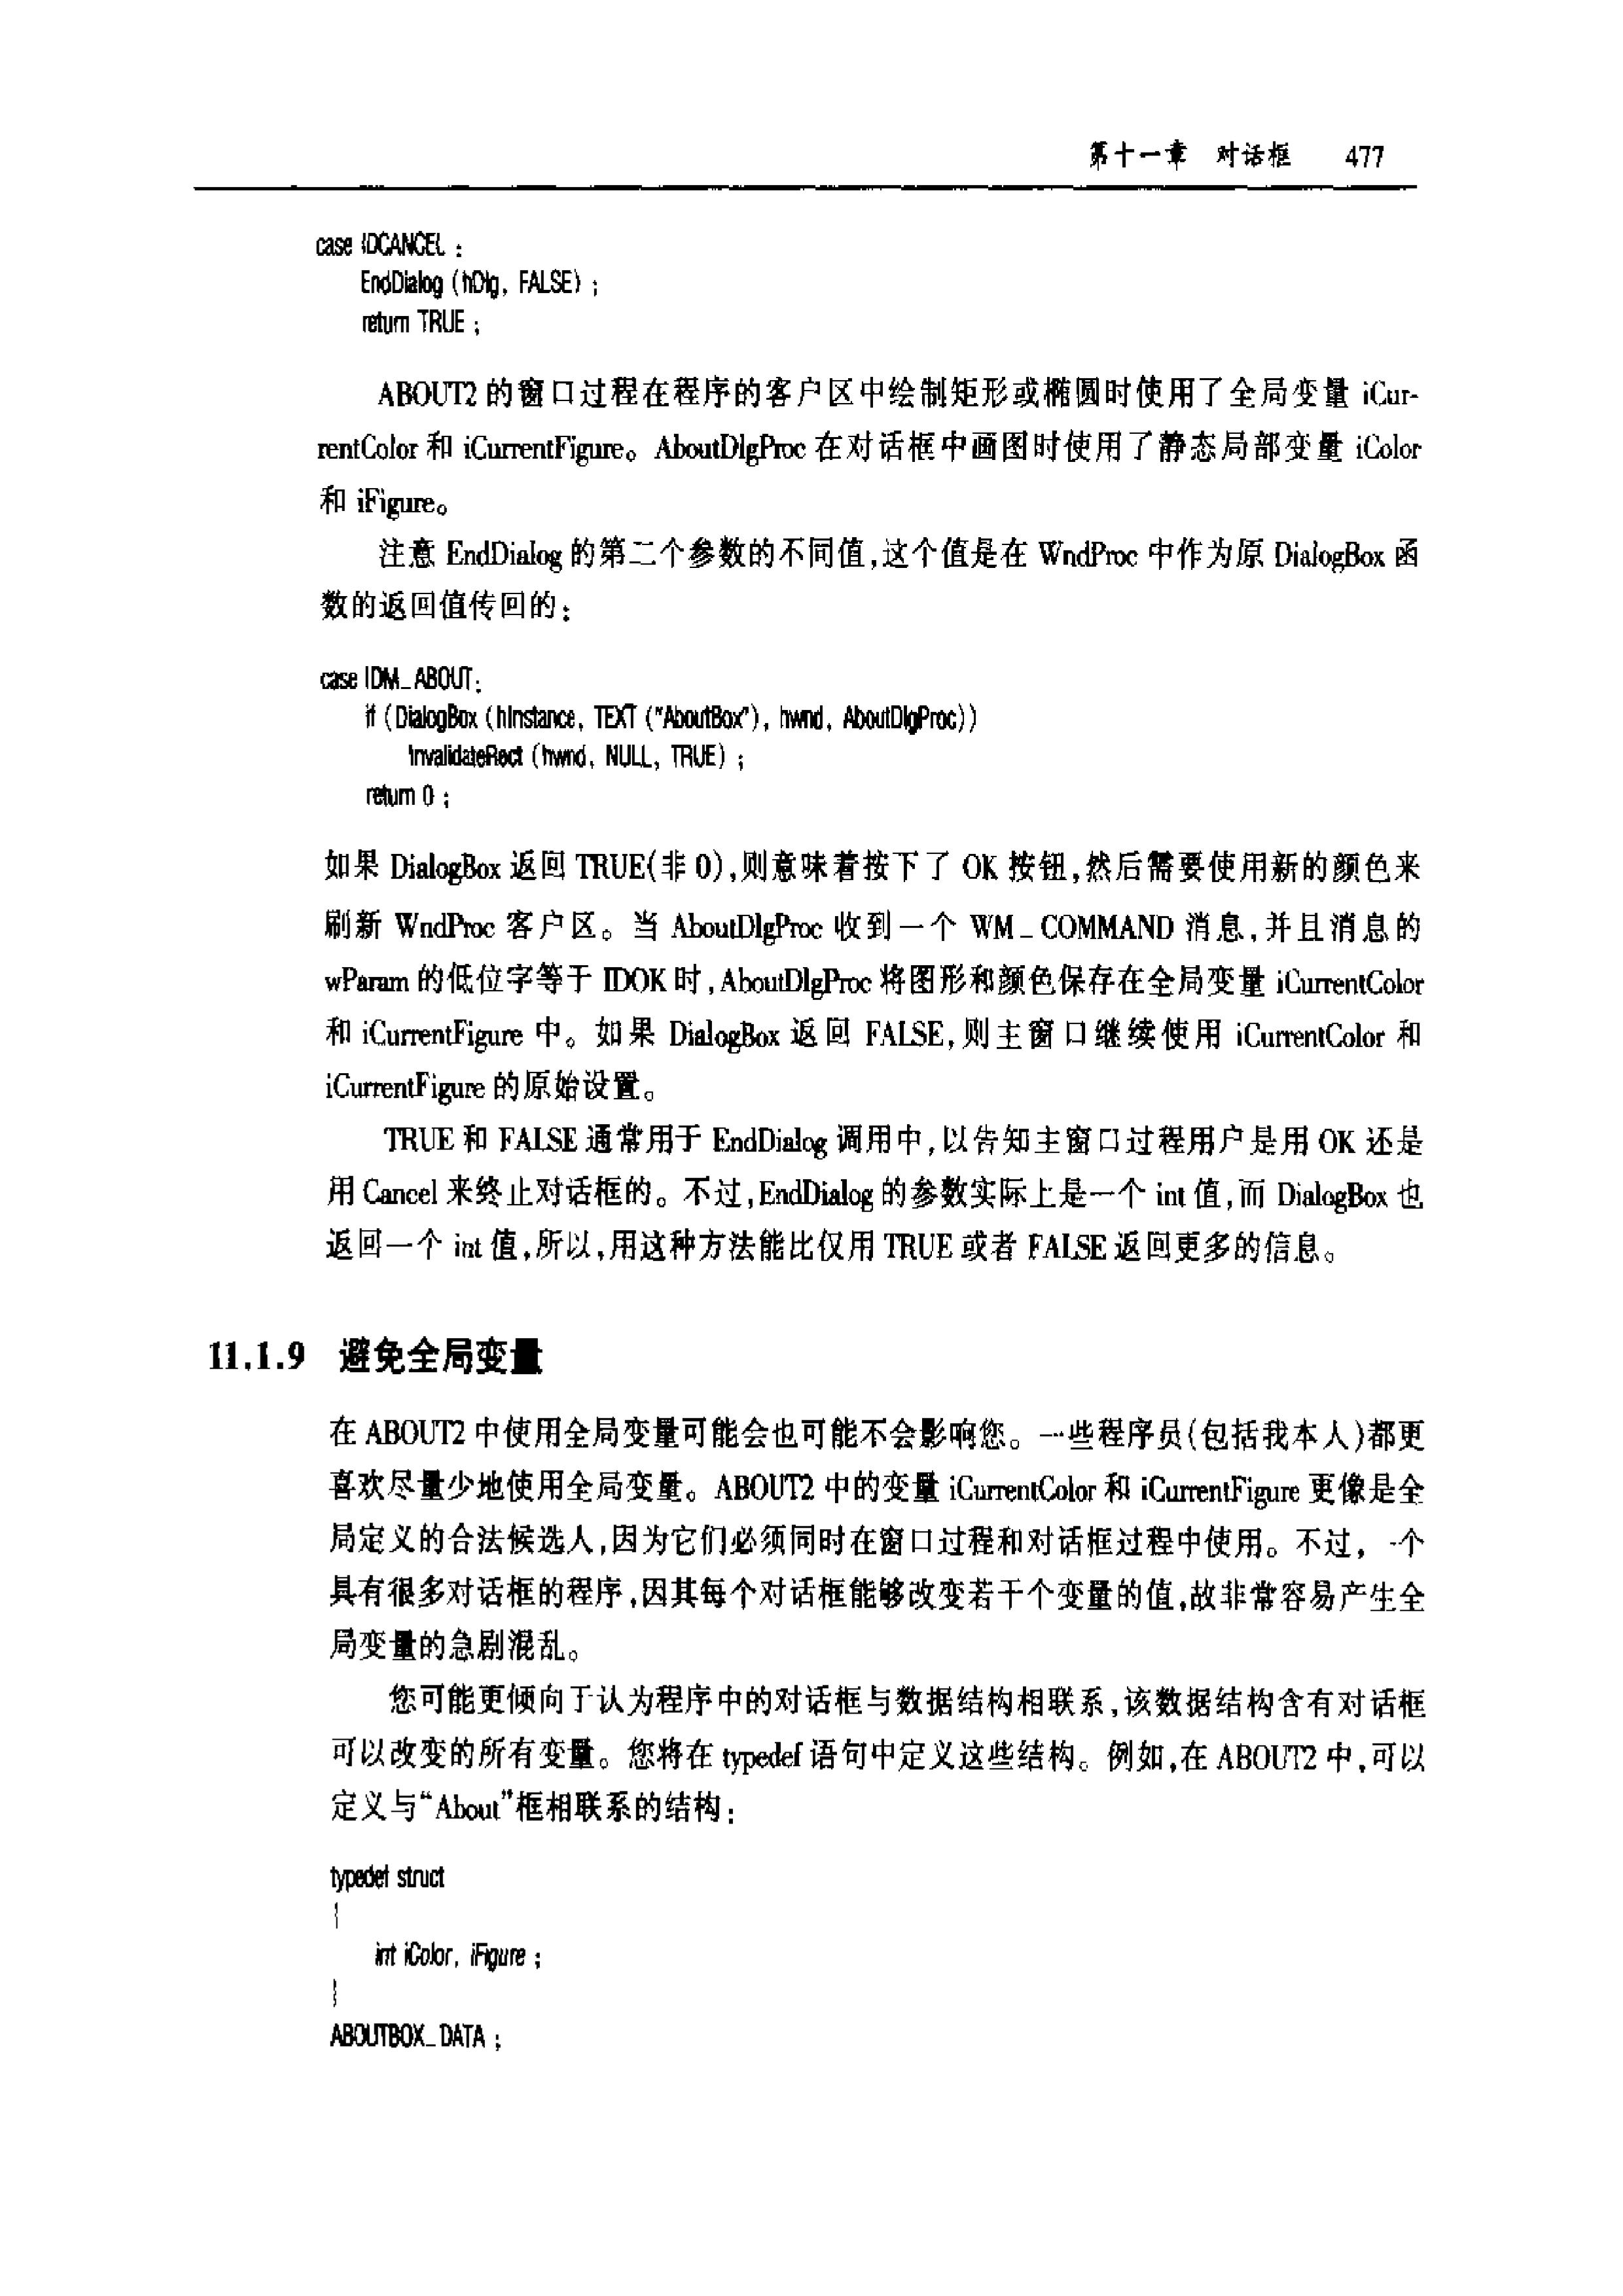 第十一章 对话框 477
case IDCANCEL :
EndDialog (hDlg, FALSE) ;
return TRUE ;
ABOUT2 的窗口过程在程序的客户区中绘制矩形或椭圆时使用了全局变量 iCur-
rentColor 和 iCurrentFigure。AboutDlgProc 在对话框中画图时使用了静态局部变量 iColor
和 iFigure。
注意 EndDialog 的第二个参数的不同值,这个值是在 WndProc 中作为原 DialogBox 函
数的返回值传回的:
case IDM_ABOUT:
if (DialogBox (hInstance, TEXT ("AboutBox"), hwnd, AboutDlgProc))
InvalidateRect (hwnd, NULL, TRUE) ;
return 0 ;
如果 DialogBox 返回 TRUE(非 0),则意味着按下了 OK 按钮,然后需要使用新的颜色来
刷新 WndProc 客户区。当 AboutDlgProc 收到一个 WM_COMMAND 消息,并且消息的
wParam 的低位字等于 IDOK 时,AboutDlgProc 将图形和颜色保存在全局变量 iCurrentColor
和 iCurrentFigure 中。如果 DialogBox 返回 FALSE,则主窗口继续使用 iCurrentColor 和
iCurrentFigure 的原始设置。
TRUE 和 FALSE 通常用于 EndDialog 调用中,以告知主窗口过程用户是用 OK 还是
用 Cancel 来终止对话框的。不过,EndDialog 的参数实际上是一个 int 值,而 DialogBox 也
返回一个 int 值,所以,用这种方法能比仅用 TRUE 或者 FALSE 返回更多的信息。
11.1.9 避免全局变量
在 ABOUT2 中使用全局变量可能会也可能不会影响您。一些程序员(包括我本人)都更
喜欢尽量少地使用全局变量。ABOUT2 中的变量 iCurrentColor 和 iCurrentFigure 更像是全
局定义的合法候选人,因为它们必须同时在窗口过程和对话框过程中使用。不过,一个
具有很多对话框的程序,因其每个对话框能够改变若干个变量的值,故非常容易产生全
局变量的急剧混乱。
您可能更倾向于认为程序中的对话框与数据结构相联系,该数据结构含有对话框
可以改变的所有变量。您将在 typedef 语句中定义这些结构。例如,在 ABOUT2 中,可以
定义与“About”框相联系的结构:
typedef struct
{
int iColor, iFigure ;
}
ABOUTBOX_DATA ;